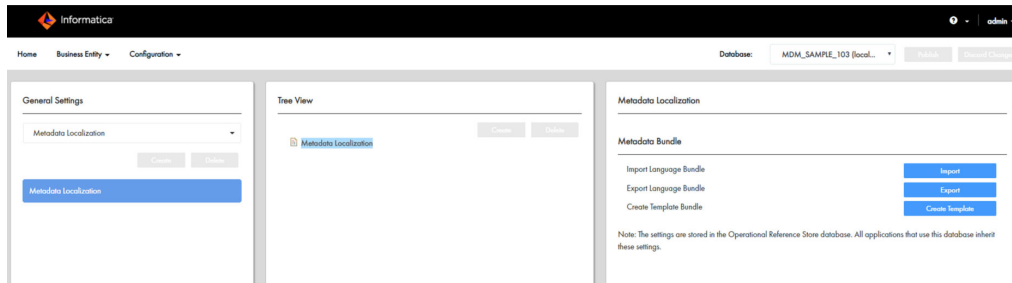 Informatica
admin
Home Business Entity Configuration Database: MDM_SAMPLE_103 (local... Publish Discard Change
General Settings
Metadata Localization
Create Delete
Metadata Localization
Tree View
Create Delete
Metadata Localization
Metadata Localization
Metadata Bundle
Import Language Bundle Import
Export Language Bundle Export
Create Template Bundle Create Template
Note: The settings are stored in the Operational Reference Store database. All applications that use this database inherit
these settings.